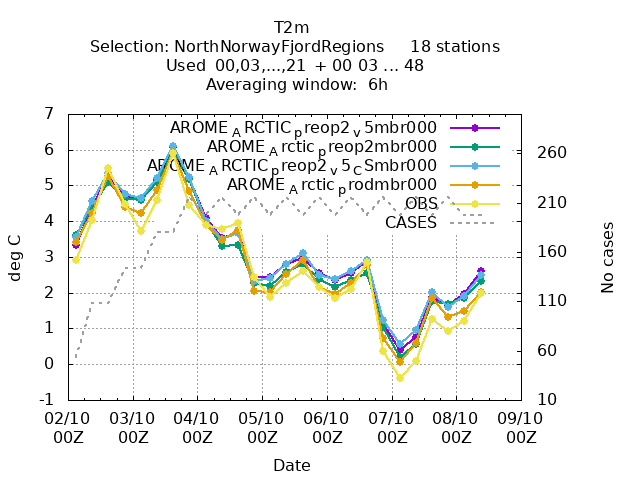 T2m
Selection: NorthNorwayFjordRegions 18 stations
Used 00,03,...,21 + 00 03 ... 48
Averaging window: 6h
AROME_ARCTIC_preop2_v5mbr000
AROME_Arctic_preop2mbr000
AROME_ARCTIC_preop2_v5_CSmbr000
AROME_Arctic_prodmbr000
OBS
CASES
7
6
5
4
3
2
1
0
-1
deg C
260
210
160
110
60
10
No cases
02/10 03/10 04/10 05/10 06/10 07/10 08/10 09/10
00Z 00Z 00Z 00Z 00Z 00Z 00Z 00Z
Date